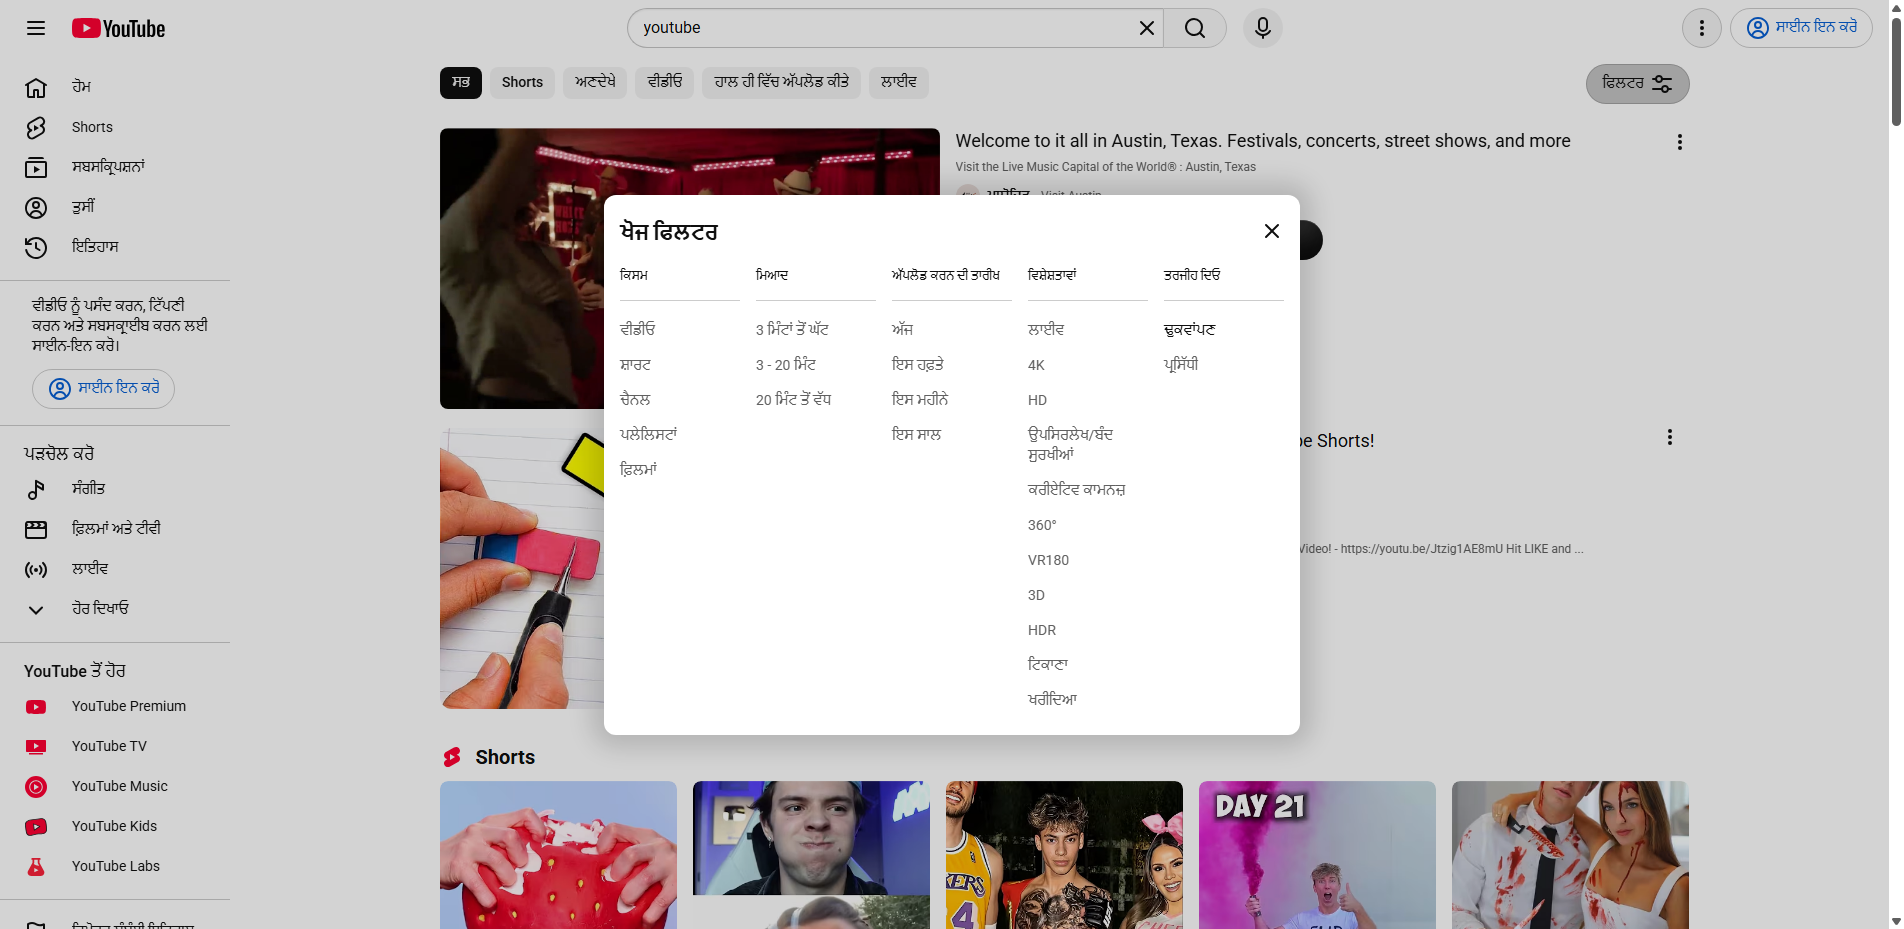 YouTube
youtube
ਸਾਈਨ ਇਨ ਕਰੋ
ਹੋਮ
Shorts
ਸਬਸਕ੍ਰਿਪਸ਼ਨਾਂ
ਤੁਸੀਂ
ਇਤਿਹਾਸ
ਵੀਡੀਓ ਨੂੰ ਪਸੰਦ ਕਰਨ, ਟਿੱਪਣੀ
ਕਰਨ ਅਤੇ ਸਬਸਕ੍ਰਾਈਬ ਕਰਨ ਲਈ
ਸਾਈਨ-ਇਨ ਕਰੋ।
ਸਾਈਨ ਇਨ ਕਰੋ
ਪੜਚੋਲ ਕਰੋ
ਸੰਗੀਤ
ਫ਼ਿਲਮਾਂ ਅਤੇ ਟੀਵੀ
ਲਾਈਵ
ਹੋਰ ਦਿਖਾਓ
YouTube ਤੋਂ ਹੋਰ
YouTube Premium
YouTube TV
YouTube Music
YouTube Kids
YouTube Labs
ਸਭ
Shorts
ਅਣਦੇਖੇ
ਵੀਡੀਓ
ਹਾਲ ਹੀ ਵਿੱਚ ਅੱਪਲੋਡ ਕੀਤੇ
ਲਾਈਵ
ਫਿਲਟਰ
Welcome to it all in Austin, Texas. Festivals, concerts, street shows, and more
Visit the Live Music Capital of the World® : Austin, Texas
Visit Austin
ਖੋਜ ਫਿਲਟਰ
ਕਿਸਮ
ਵੀਡੀਓ
ਸ਼ਾਰਟ
ਚੈਨਲ
ਪਲੇਲਿਸਟਾਂ
ਫ਼ਿਲਮਾਂ
ਮਿਆਦ
3 ਮਿੰਟਾਂ ਤੋਂ ਘੱਟ
3 - 20 ਮਿੰਟ
20 ਮਿੰਟ ਤੋਂ ਵੱਧ
ਅੱਪਲੋਡ ਕਰਨ ਦੀ ਤਾਰੀਖ
ਅੱਜ
ਇਸ ਹਫ਼ਤੇ
ਇਸ ਮਹੀਨੇ
ਇਸ ਸਾਲ
ਵਿਸ਼ੇਸ਼ਤਾਵਾਂ
ਲਾਈਵ
4K
HD
ਉਪਸਿਰਲੇਖ/ਬੰਦ
ਸੁਰਖੀਆਂ
ਕਰੀਏਟਿਵ ਕਾਮਨਜ਼
360°
VR180
3D
HDR
ਟਿਕਾਣਾ
ਖਰੀਦਿਆ
ਤਰਜੀਹ ਦਿਓ
ਢੁਕਵਾਂਪਣ
ਪ੍ਰਸਿੱਧੀ
be Shorts!
Video! - https://youtu.be/Jtzig1AE8mU Hit LIKE and ...
Shorts
DAY 21